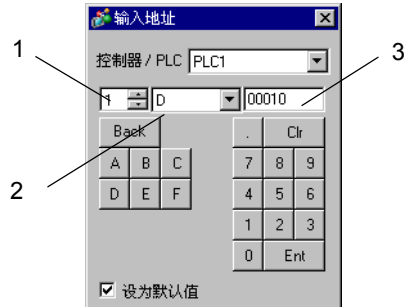 输入地址
控制器 / PLC PLC1
1 D 00010
Back . Clr
A B C 7 8 9
D E F 4 5 6
1 2 3
0 Ent
设为默认值
1
2
3